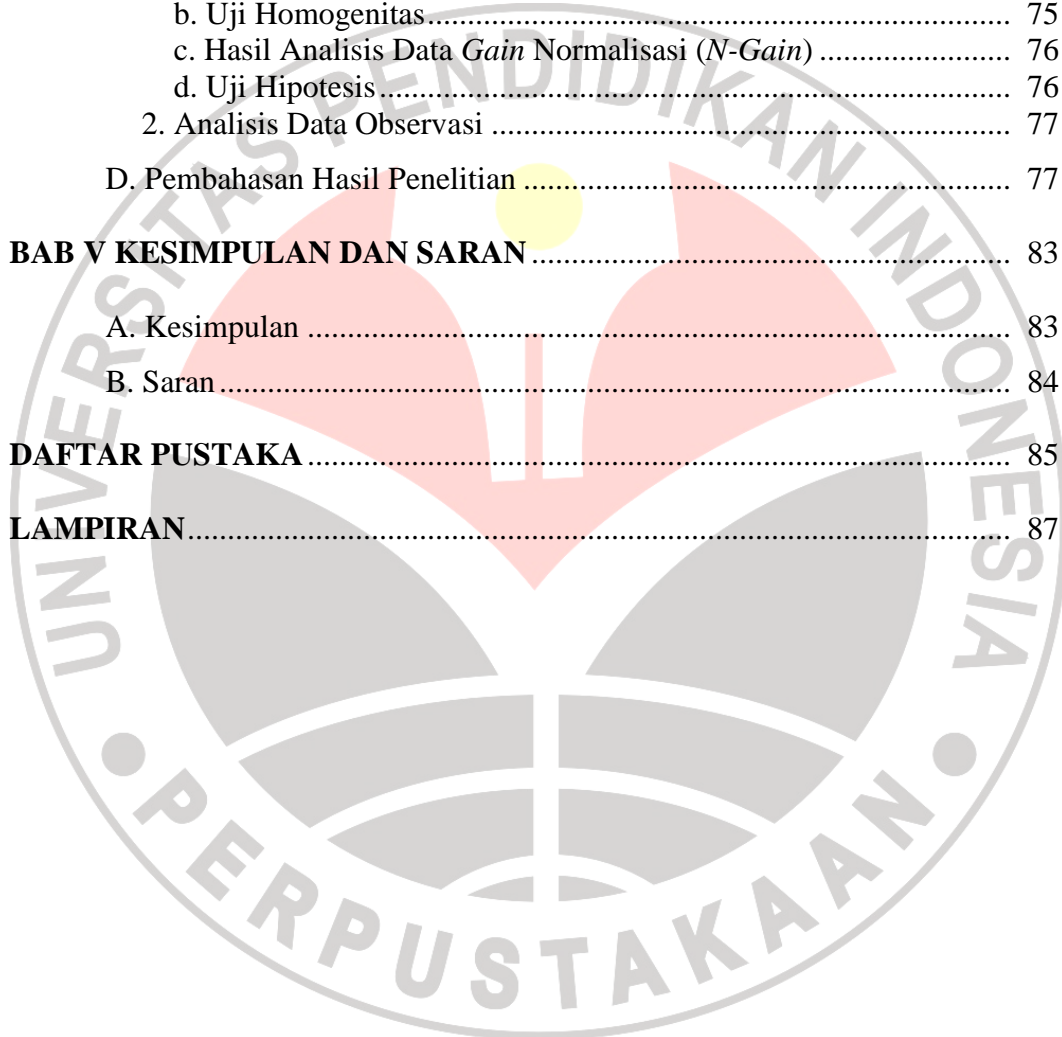 b. Uji Homogenitas.......................................................................... 75
c. Hasil Analisis Data Gain Normalisasi (N-Gain) ........................ 76
d. Uji Hipotesis................................................................................ 76
2. Analisis Data Observasi ................................................................. 77
D. Pembahasan Hasil Penelitian ............................................................. 77
BAB V KESIMPULAN DAN SARAN............................................................. 83
A. Kesimpulan ......................................................................................... 83
B. Saran.................................................................................................... 84
DAFTAR PUSTAKA ......................................................................................... 85
LAMPIRAN........................................................................................................ 87
UNIVERSITAS PENDIDIKAN INDONESIA
PERPUSTAKAAN